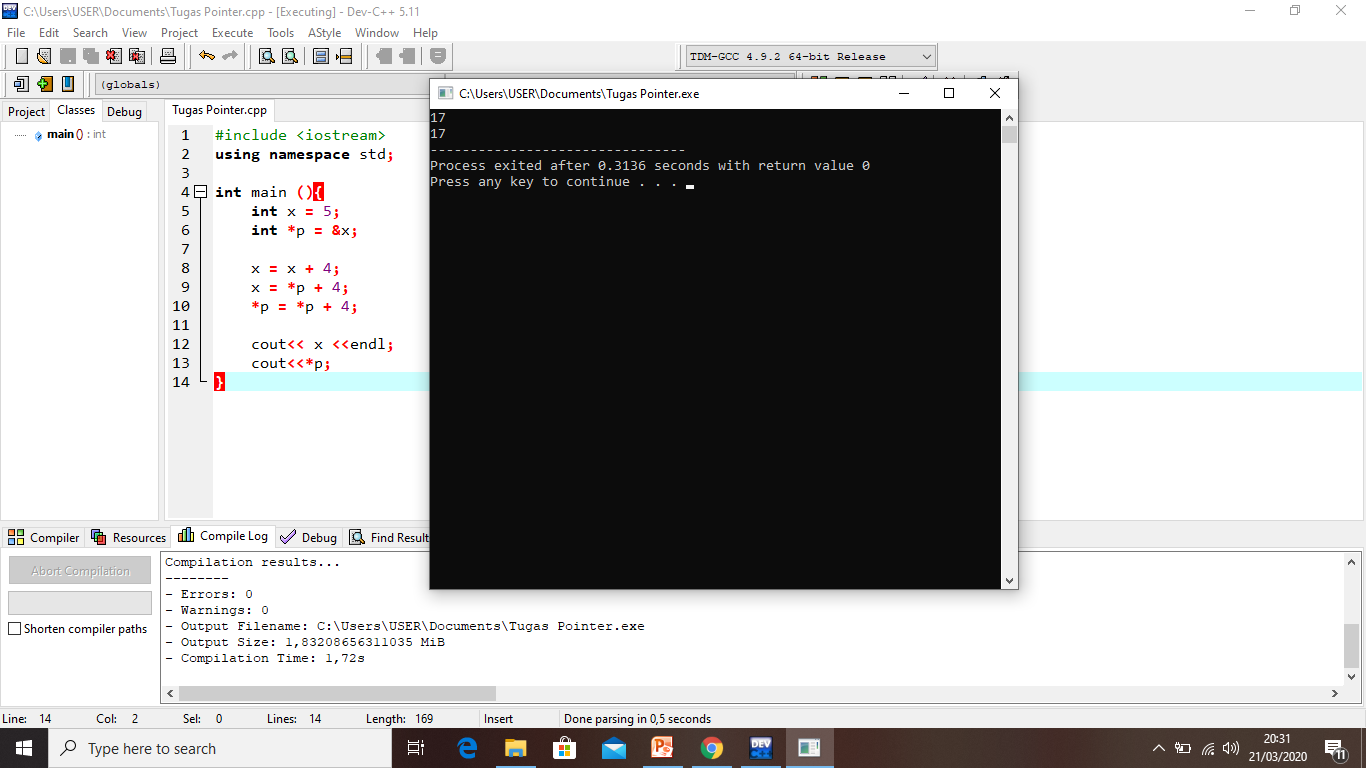 C:\Users\USER\Documents\Tugas Pointer.cpp - [Executing] - Dev-C++ 5.11
File Edit Search View Project Execute Tools AStyle Window Help
TDM-GCC 4.9.2 64-bit Release
(globals)
Project Classes Debug
main () : int
Tugas Pointer.cpp
1 #include <iostream>
2 using namespace std;
3
4 int main (){
5 int x = 5;
6 int *p = &x;
7
8 x = x + 4;
9 x = *p + 4;
10 *p = *p + 4;
11
12 cout<< x <<endl;
13 cout<<*p;
14 }
C:\Users\USER\Documents\Tugas Pointer.exe
17
17
--------------------------------
Process exited after 0.3136 seconds with return value 0
Press any key to continue . . .
Compiler Resources Compile Log Debug Find Result
Abort Compilation
Shorten compiler paths
Compilation results...
--------
- Errors: 0
- Warnings: 0
- Output Filename: C:\Users\USER\Documents\Tugas Pointer.exe
- Output Size: 1,83208656311035 MiB
- Compilation Time: 1,72s
Line: 14 Col: 2 Sel: 0 Lines: 14 Length: 169 Insert Done parsing in 0,5 seconds
Type here to search
DEV
20:31
21/03/2020
11